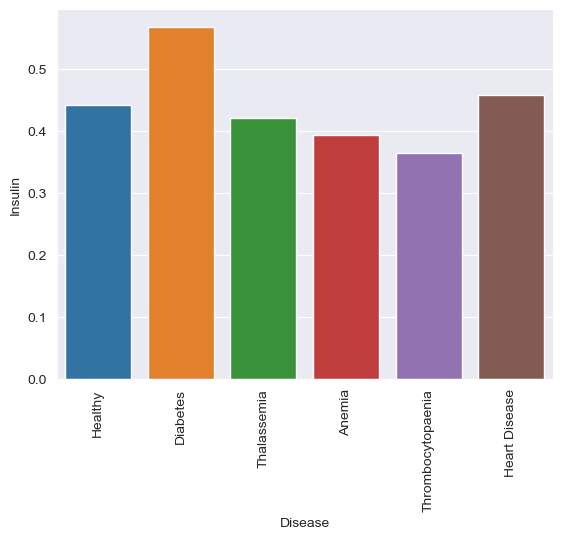 Insulin
0.5
0.4
0.3
0.2
0.1
0.0
Healthy
Diabetes
Thalassemia
Anemia
Thrombocytopaenia
Heart Disease
Disease